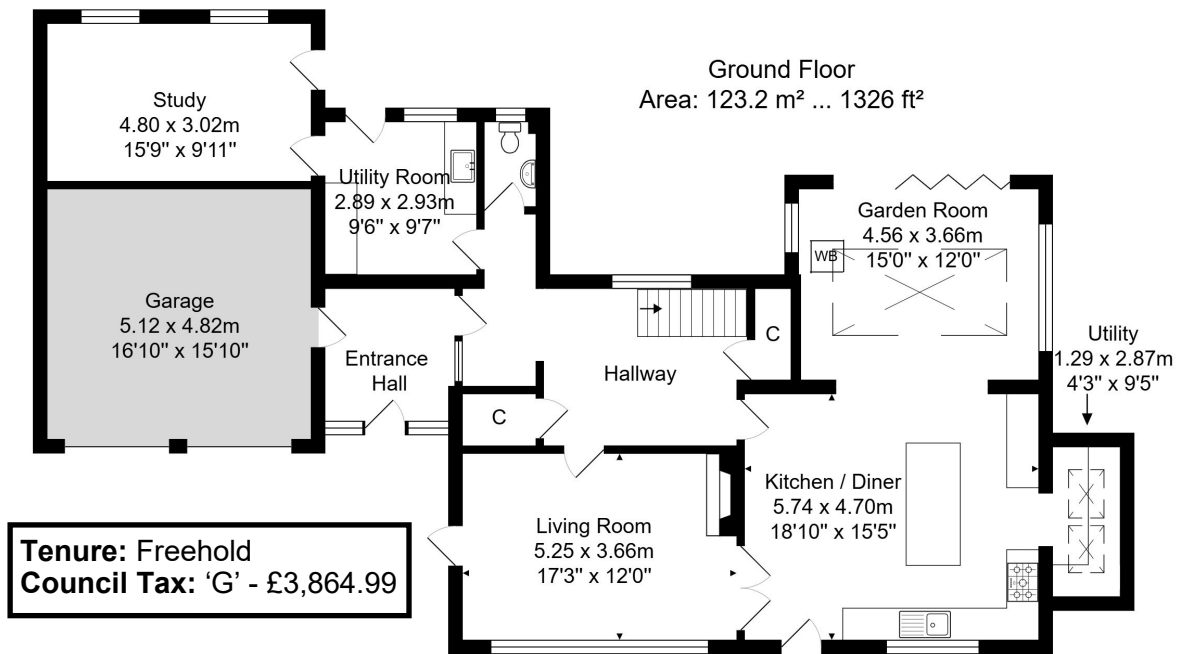 Ground Floor
Area: 123.2 m² ... 1326 ft²
Study
4.80 x 3.02m
15'9" x 9'11"
Utility Room
2.89 x 2.93m
9'6" x 9'7"
Garden Room
4.56 x 3.66m
15'0" x 12'0"
WB
Garage
5.12 x 4.82m
16'10" x 15'10"
Entrance
Hall
Hallway
C
C
Utility
1.29 x 2.87m
4'3" x 9'5"
Kitchen / Diner
5.74 x 4.70m
18'10" x 15'5"
Living Room
5.25 x 3.66m
17'3" x 12'0"
Tenure: Freehold
Council Tax: ‘G’ - £3,864.99